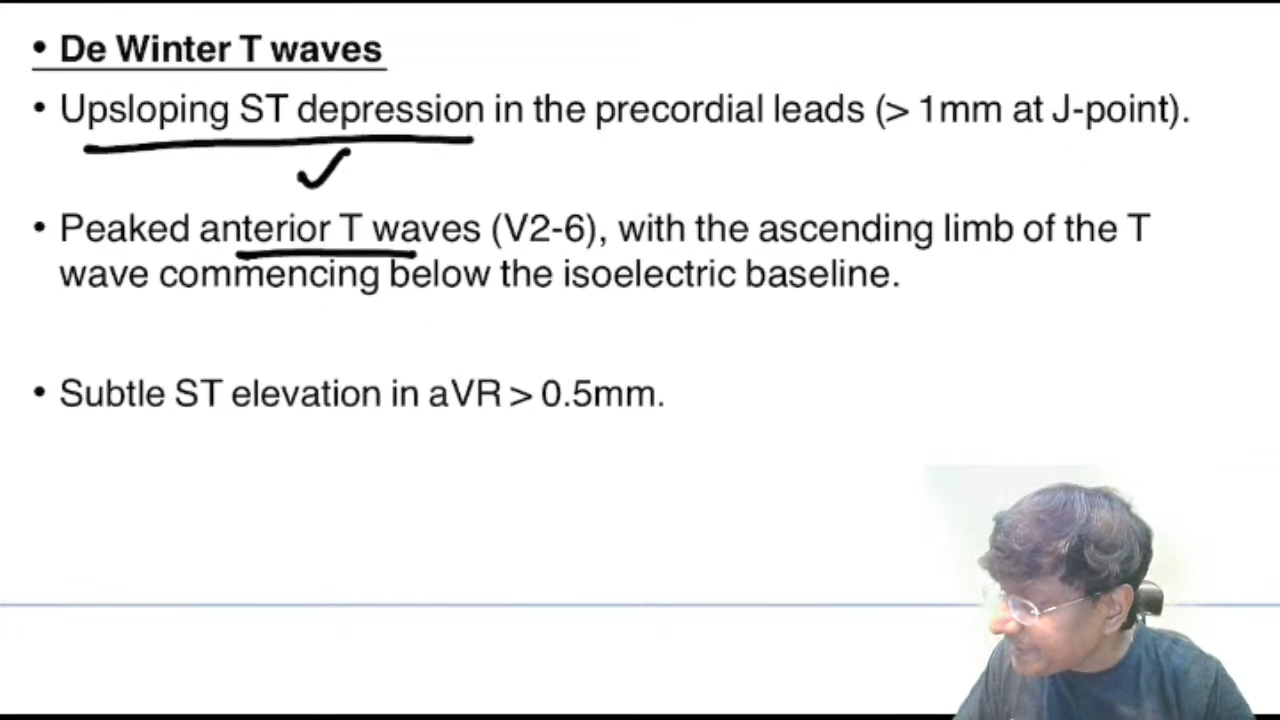 • De Winter T waves
• Upsloping ST depression in the precordial leads (> 1mm at J-point).
• Peaked anterior T waves (V2-6), with the ascending limb of the T
wave commencing below the isoelectric baseline.
• Subtle ST elevation in aVR > 0.5mm.